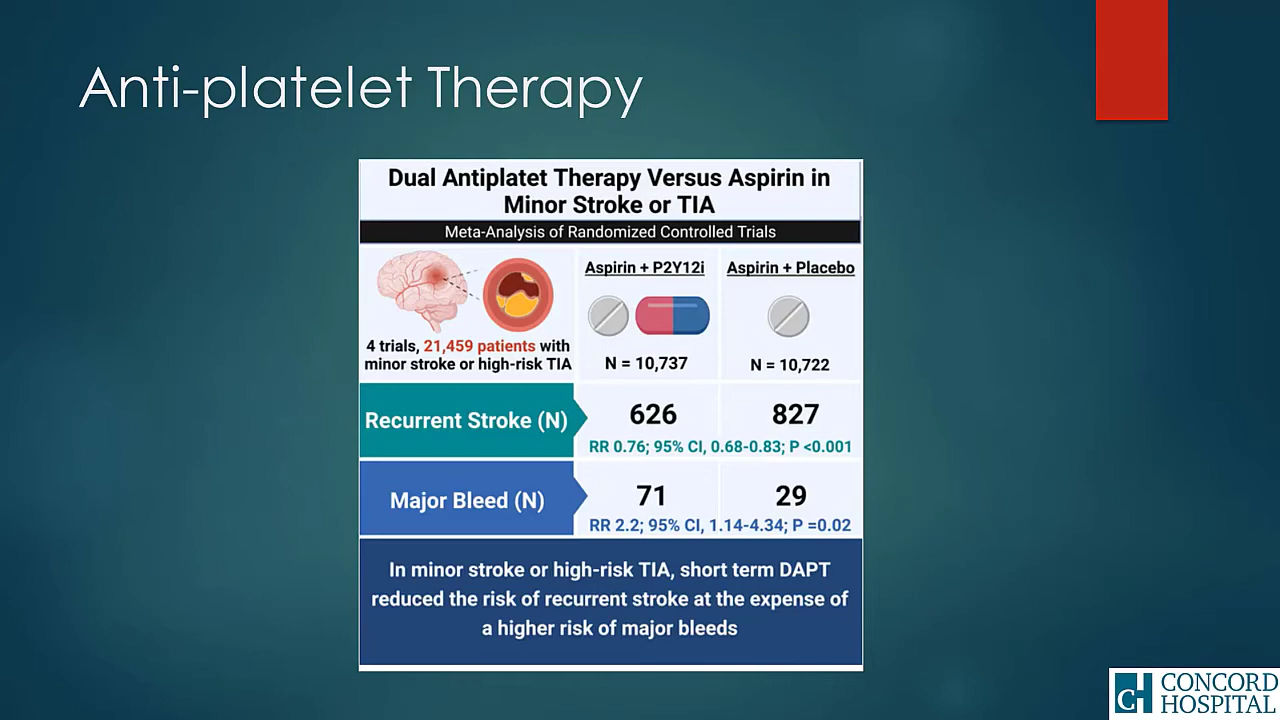 Anti-platelet Therapy
Dual Antiplatet Therapy Versus Aspirin in
Minor Stroke or TIA
Meta-Analysis of Randomized Controlled Trials
4 trials, 21,459 patients with
minor stroke or high-risk TIA
Aspirin + P2Y12i
N = 10,737
Aspirin + Placebo
N = 10,722
Recurrent Stroke (N)
626
827
RR 0.76; 95% CI, 0.68-0.83; P <0.001
Major Bleed (N)
71
29
RR 2.2; 95% CI, 1.14-4.34; P =0.02
In minor stroke or high-risk TIA, short term DAPT
reduced the risk of recurrent stroke at the expense of
a higher risk of major bleeds
CH
CONCORD
HOSPITAL